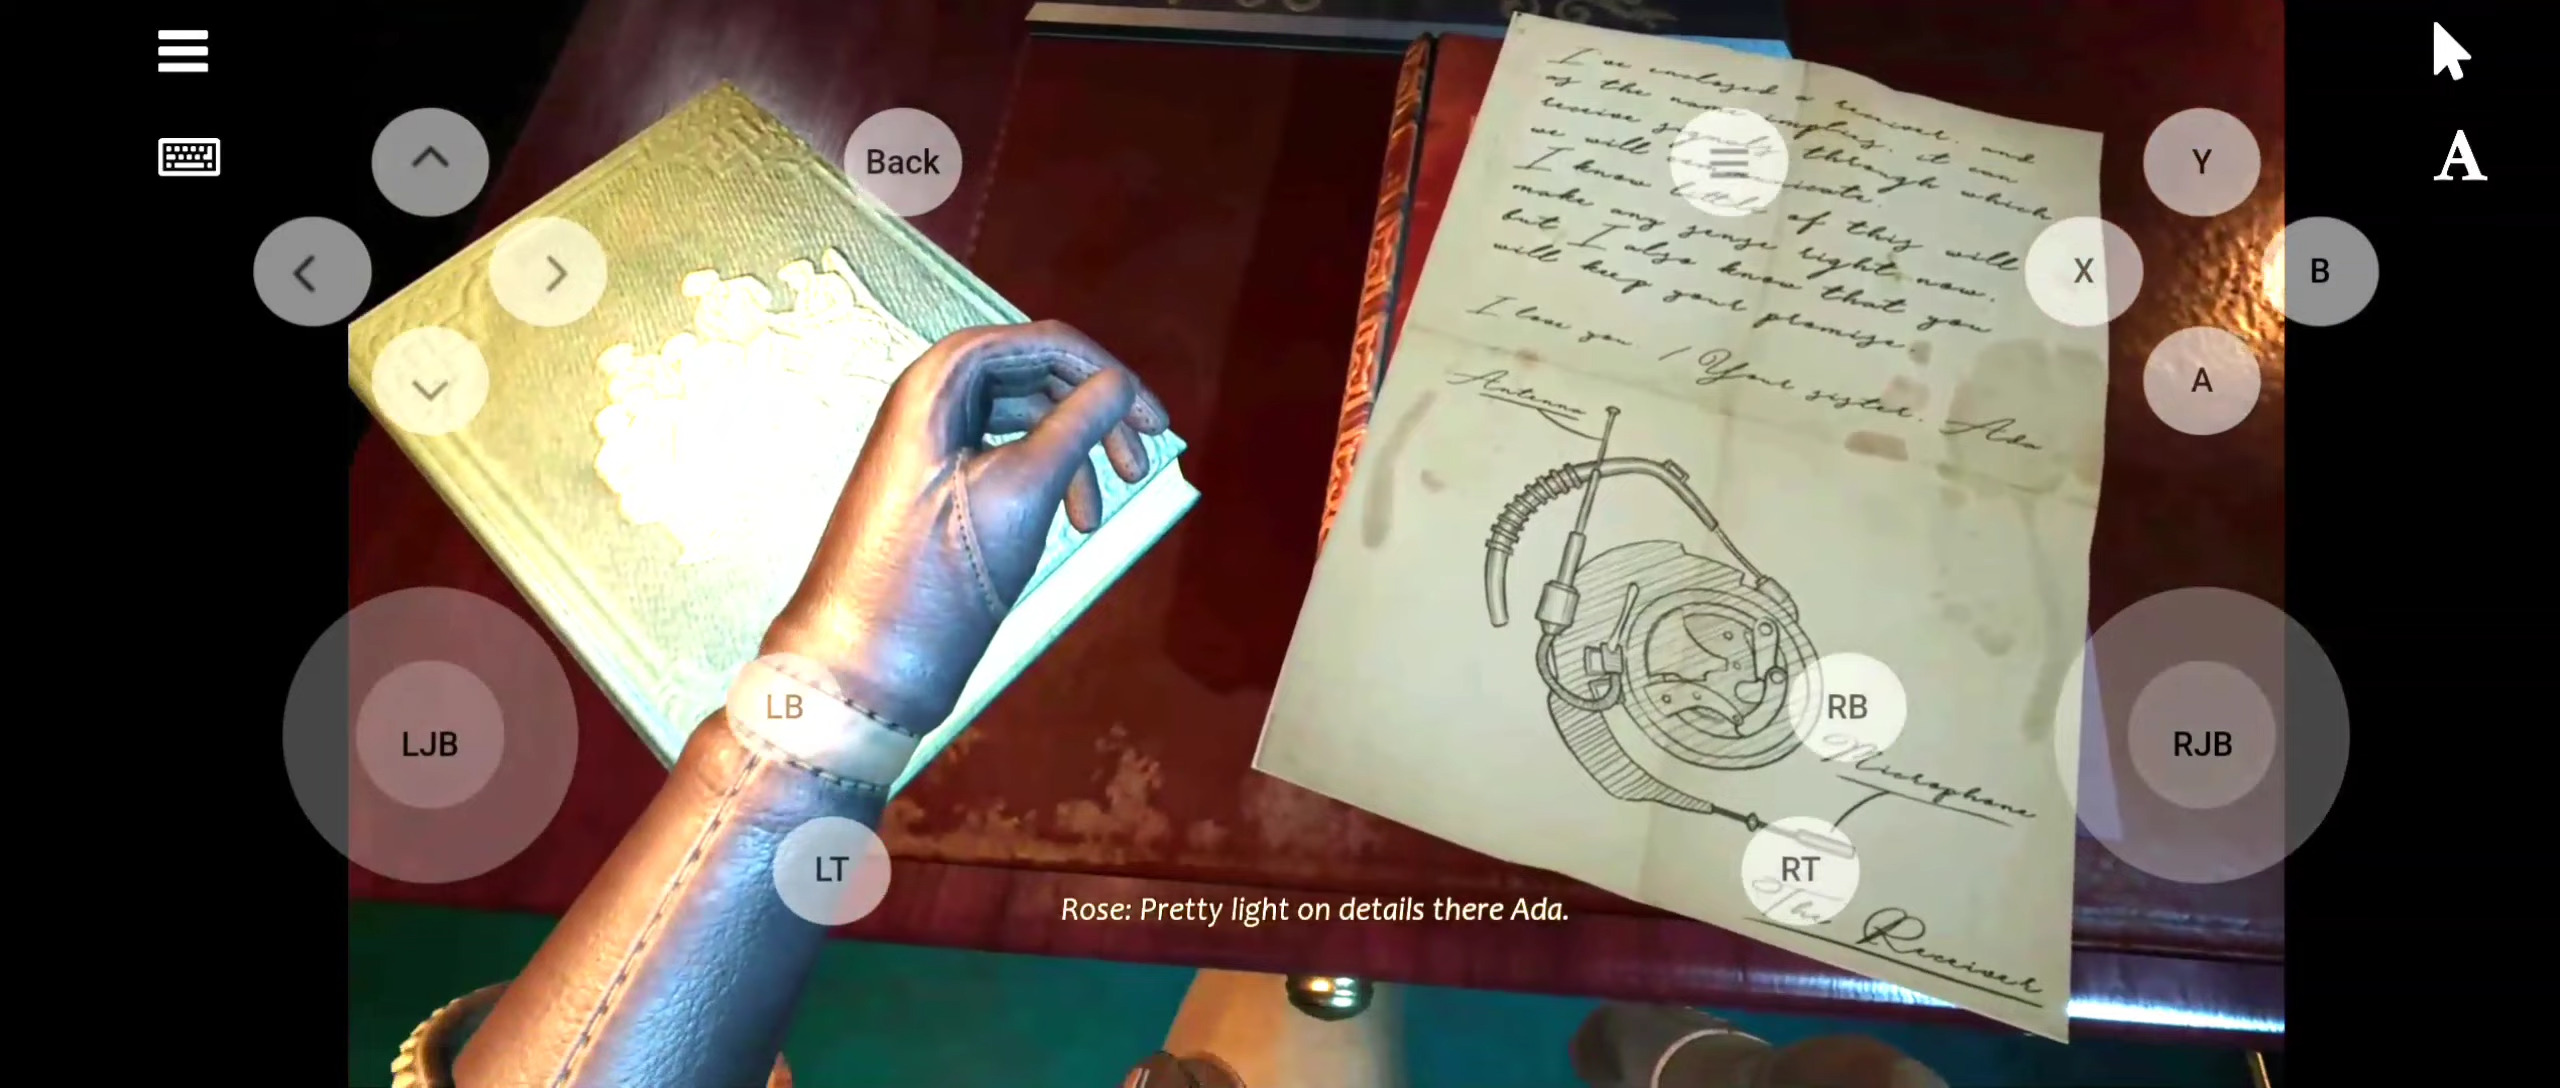 A
Back
Y
X
B
A
I've enclosed a receiver, and
as the name implies, it can
receive signals through which
we will communicate.
I know little of this will
make any sense right now,
but I also know that you
will keep your promise.
I love you / Your sister, Ada
Antenna
LJB
LB
RB
RJB
Microphone
LT
RT
The Receiver
Rose: Pretty light on details there Ada.